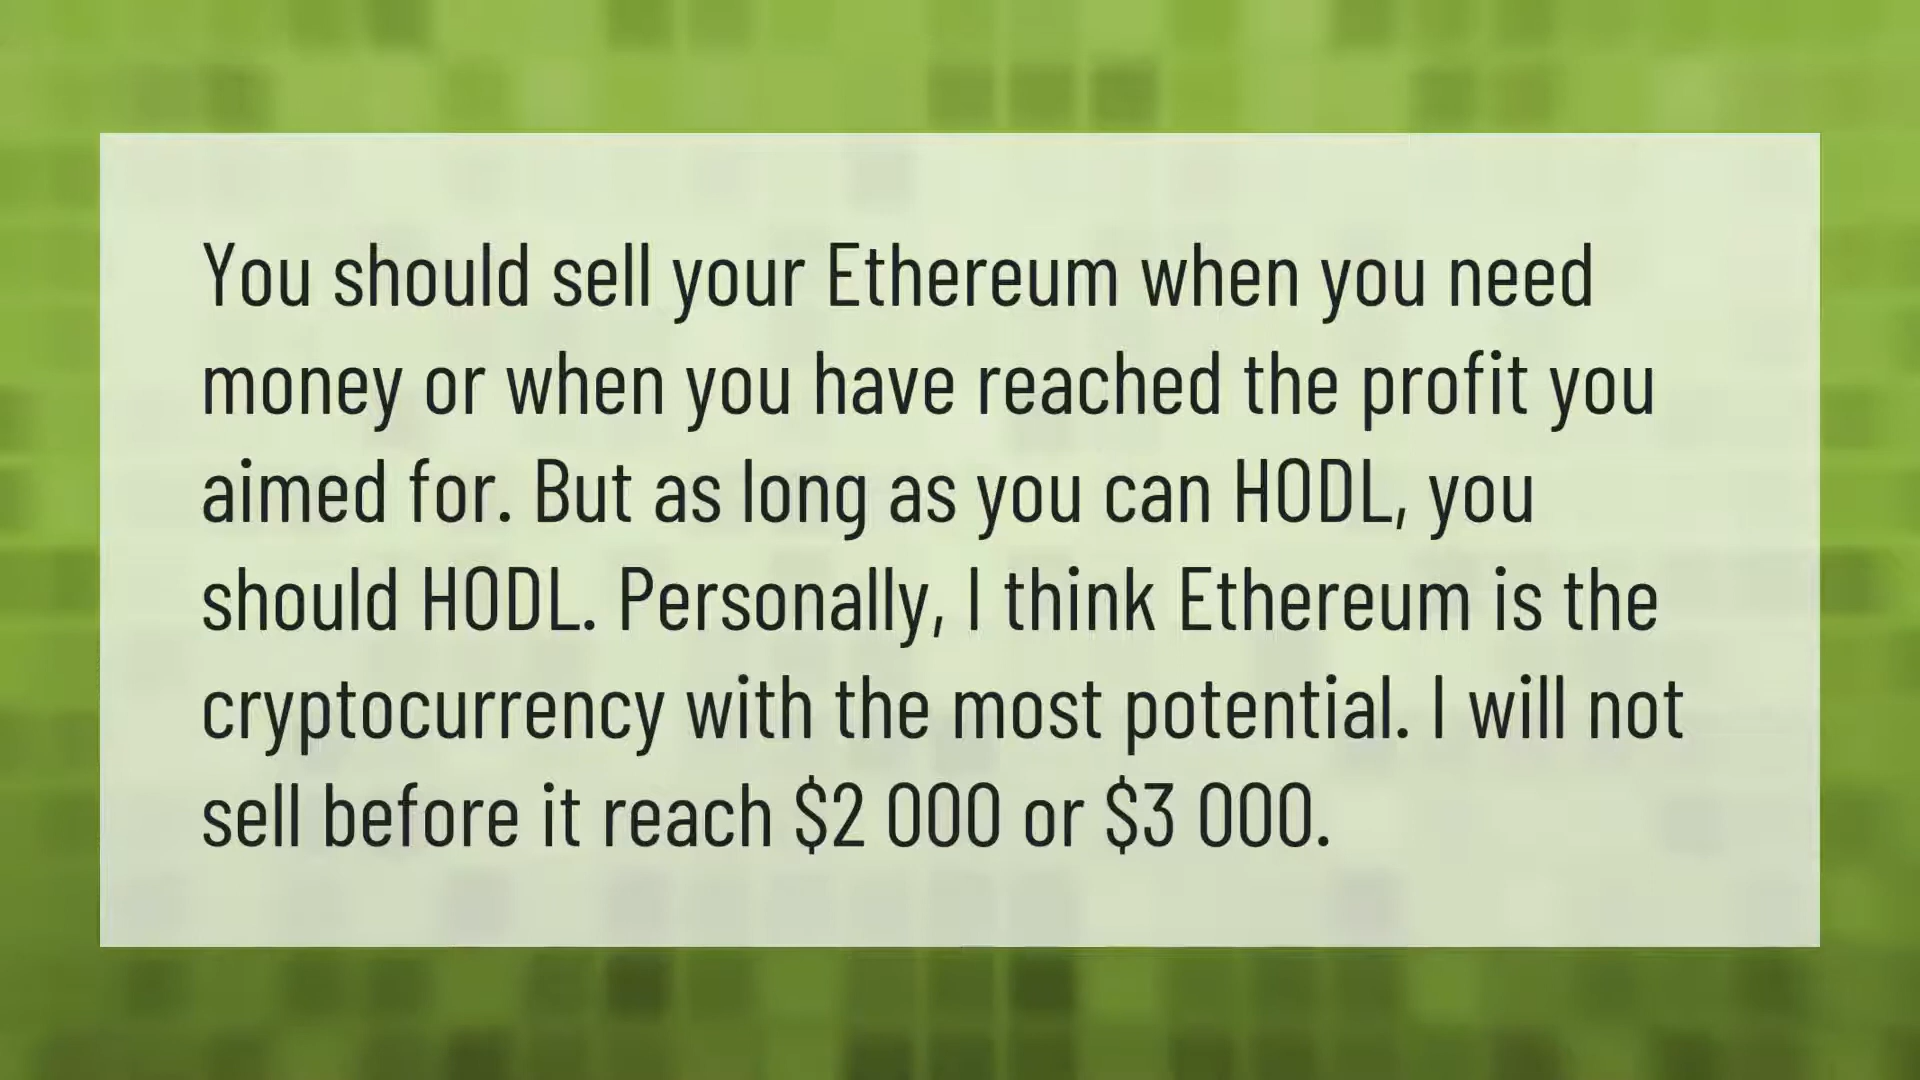 You should sell your Ethereum when you need
money or when you have reached the profit you
aimed for. But as long as you can HODL, you
should HODL. Personally, I think Ethereum is the
cryptocurrency with the most potential. I will not
sell before it reach $2 000 or $3 000.